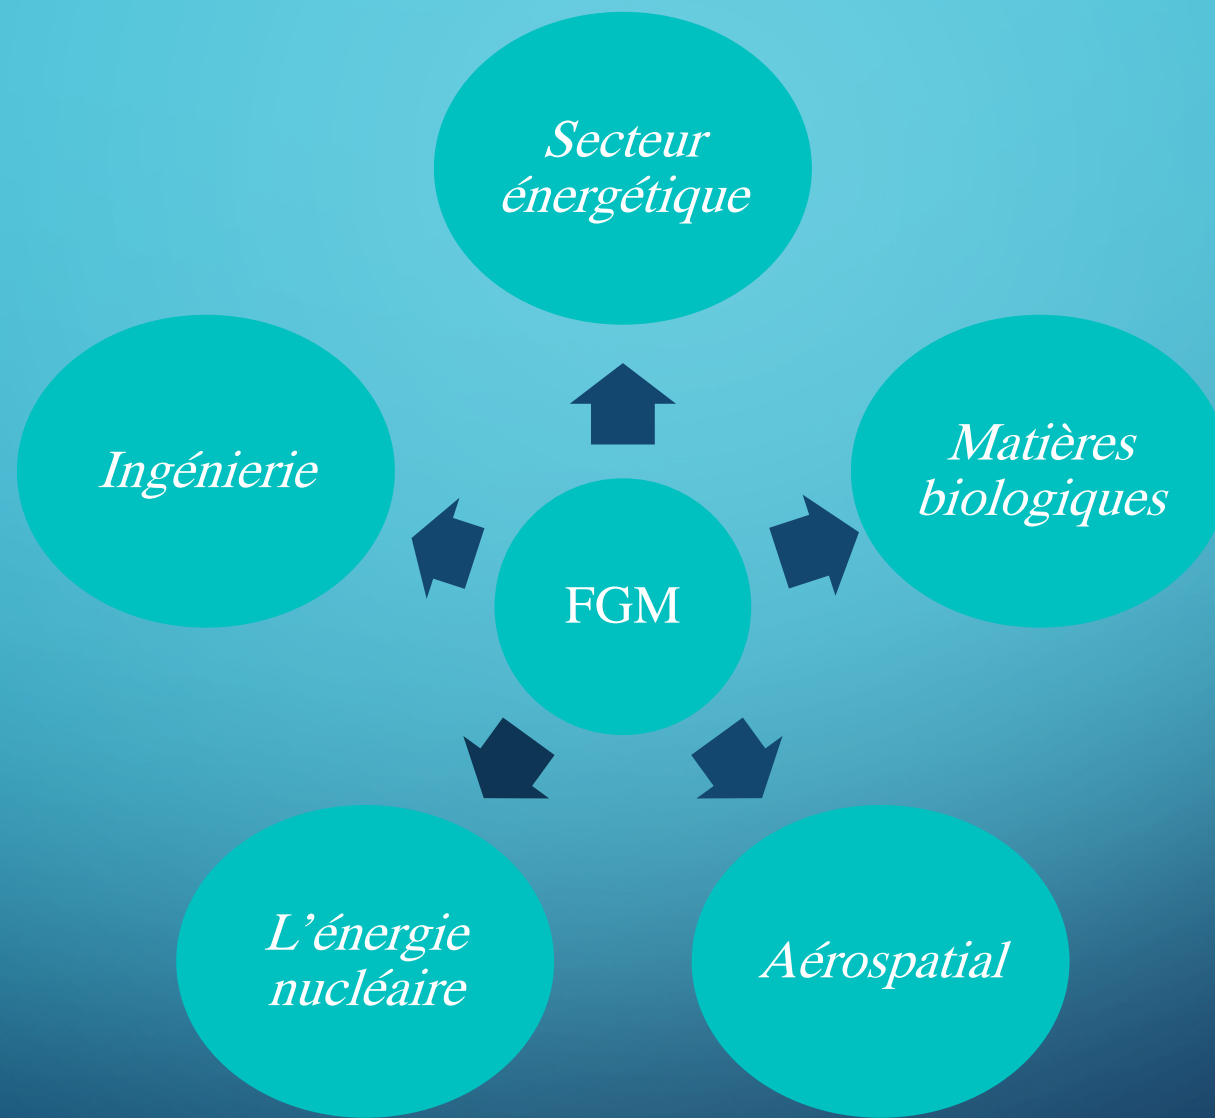 Secteur
énergétique
Ingénierie
Matières
biologiques
FGM
L’énergie
nucléaire
Aérospatial